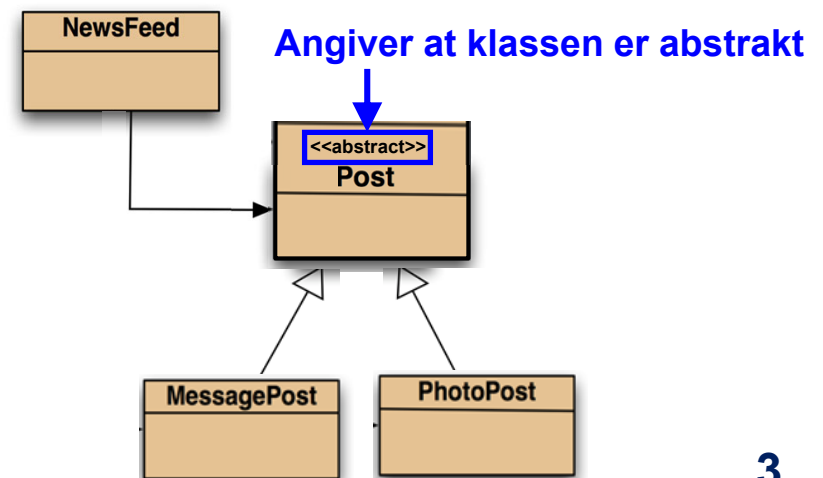 NewsFeed
Angiver at klassen er abstrakt
<<abstract>>
Post
MessagePost
PhotoPost
3